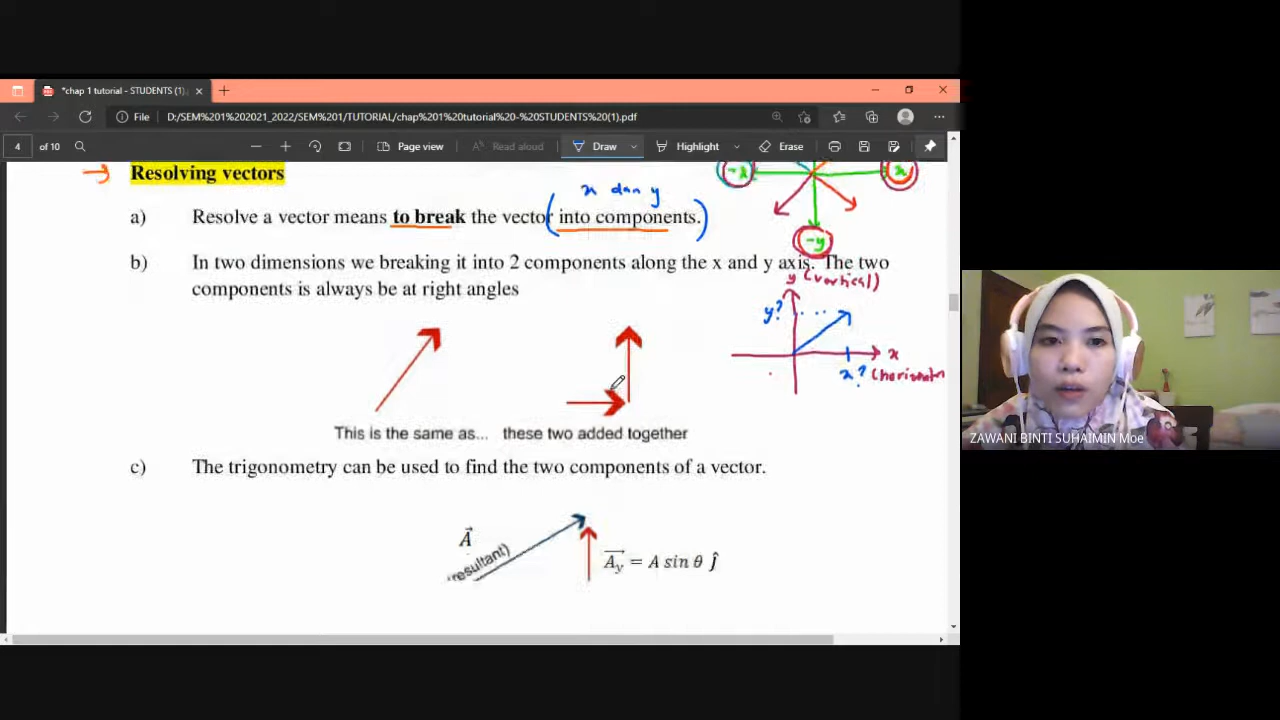 *chap 1 tutorial - STUDENTS (1)
File D:/SEM%201%202021_2022/SEM%201/TUTORIAL/chap%201%20tutorial%20-%20STUDENTS%20(1).pdf
4 of 10 Page view Read aloud Draw Highlight Erase
Resolving vectors
-x x
x dan y
a) Resolve a vector means to break the vector (into components.)
-y
b) In two dimensions we breaking it into 2 components along the x and y axis. The two
components is always be at right angles
y (vertical)
y?
x
x? (horizontal
This is the same as... these two added together
ZAWANI BINTI SUHAIMIN Moe
c) The trigonometry can be used to find the two components of a vector.
A⃗
resultant)
A⃗y = A sin θ ĵ